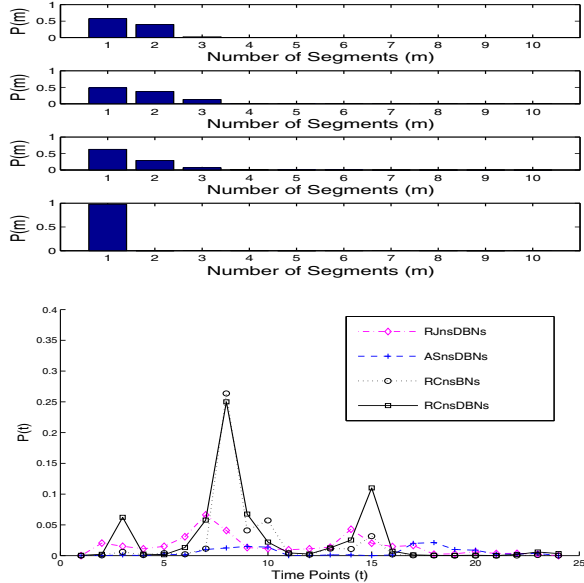 1
0.5
0
P(m)
1 2 3 4 5 6 7 8 9 10
Number of Segments (m)
1
0.5
0
P(m)
1 2 3 4 5 6 7 8 9 10
Number of Segments (m)
1
0.5
0
P(m)
1 2 3 4 5 6 7 8 9 10
Number of Segments (m)
1
0.5
0
P(m)
1 2 3 4 5 6 7 8 9 10
Number of Segments (m)
0.4
0.35
0.3
0.25
0.2
0.15
0.1
0.05
0
P(t)
RJnsDBNs
ASnsDBNs
RCnsBNs
RCnsDBNs
0 5 10 15 20 25
Time Points (t)